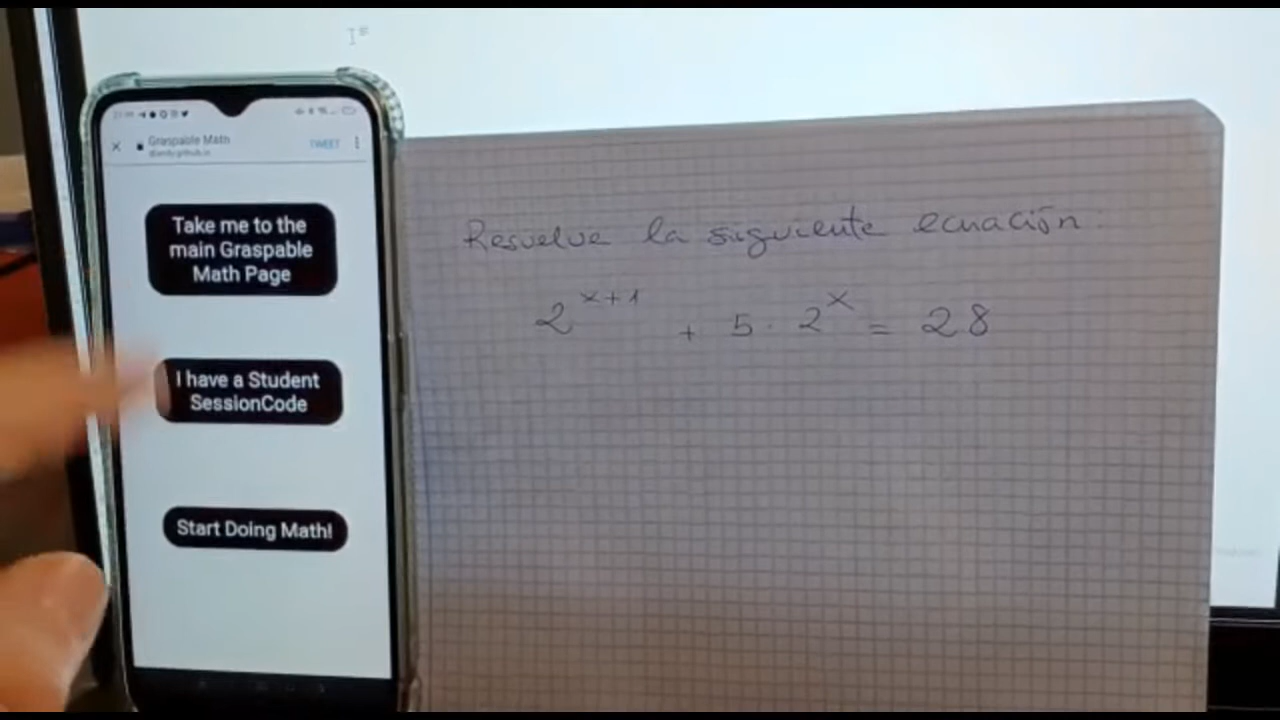 Graspable Math
TWEET
Take me to the
main Graspable
Math Page
I have a Student
SessionCode
Start Doing Math!
Resuelve la siguiente ecuación:
2^{x+1} + 5 · 2^x = 28